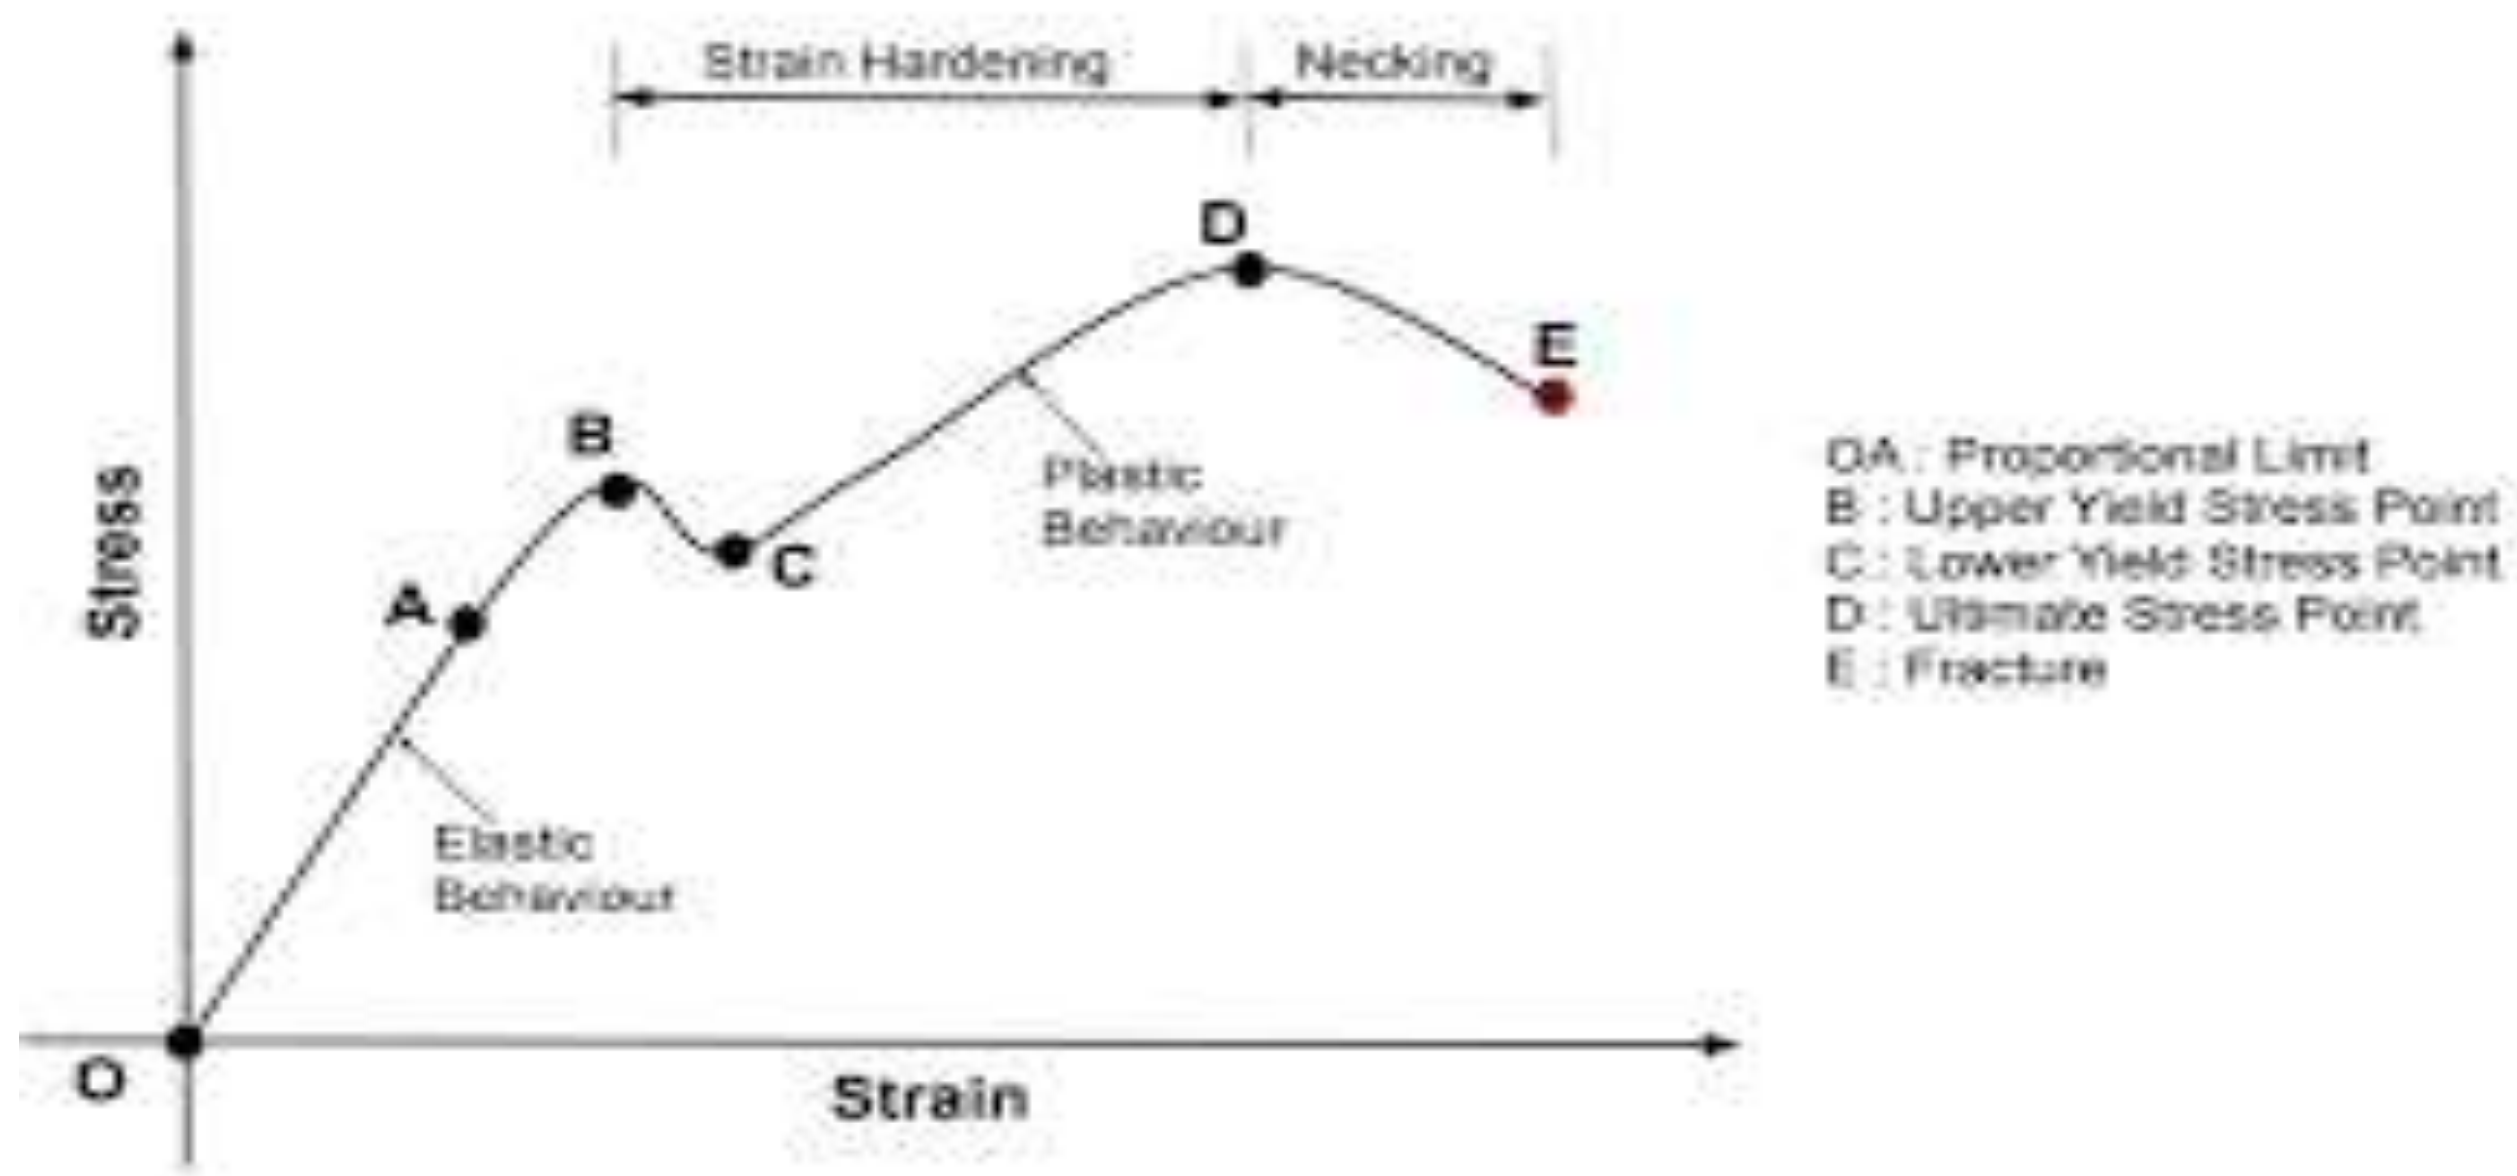 Strain Hardening
Necking
D
E
B
A
C
Plastic
Behaviour
Elastic
Behaviour
Stress
O
Strain
OA : Proportional Limit
B : Upper Yield Stress Point
C : Lower Yield Stress Point
D : Ultimate Stress Point
E : Fracture